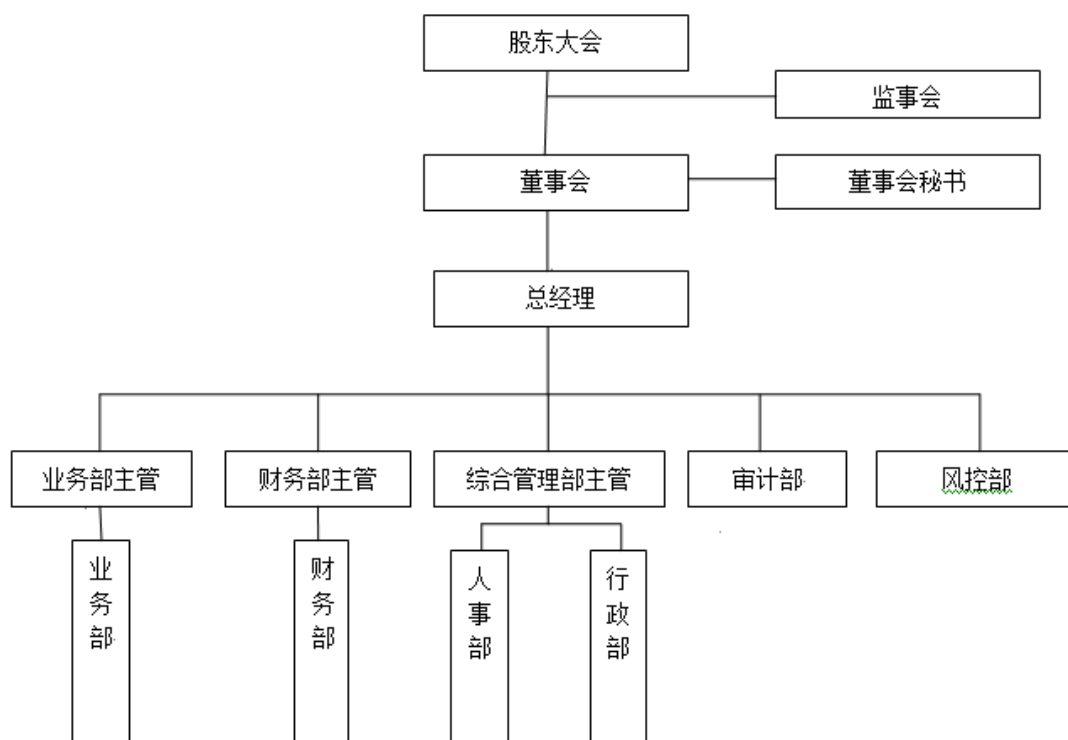 股东大会
监事会
董事会
董事会秘书
总经理
业务部主管
财务部主管
综合管理部主管
审计部
风控部
业务部
财务部
人事部
行政部